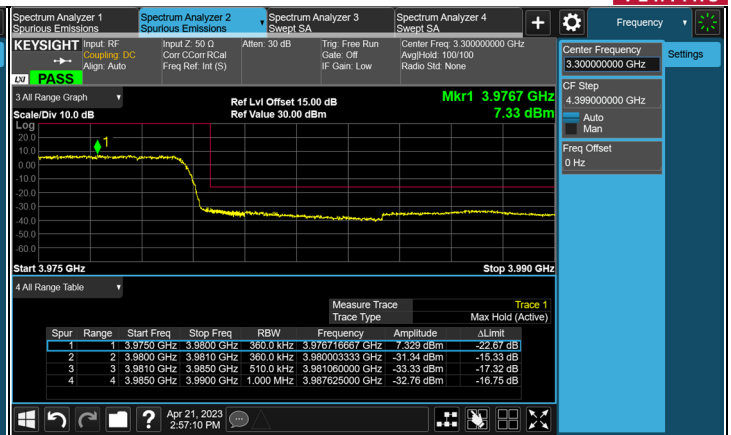 Spectrum Analyzer 1
Spurious Emissions
Spectrum Analyzer 2
Spurious Emissions
Spectrum Analyzer 3
Swept SA
Spectrum Analyzer 4
Swept SA
+
Frequency
KEYSIGHT
Input: RF
Coupling: DC
Align: Auto
Input Z: 50 Ω
Corr CCorr RCal
Freq Ref: Int (S)
Atten: 30 dB
Trig: Free Run
Gate: Off
IF Gain: Low
Center Freq: 3.300000000 GHz
Avg|Hold: 100/100
Radio Std: None
LXI
PASS
Center Frequency
3.300000000 GHz
Settings
CF Step
4.399000000 GHz
Auto
Man
Freq Offset
0 Hz
3 All Range Graph
Scale/Div 10.0 dB
Ref Lvl Offset 15.00 dB
Ref Value 30.00 dBm
Mkr1 3.9767 GHz
7.33 dBm
Log
20.0
10.0
0.00
-10.0
-20.0
-30.0
-40.0
-50.0
-60.0
1
Start 3.975 GHz
Stop 3.990 GHz
4 All Range Table
Measure Trace Trace 1
Trace Type Max Hold (Active)
Spur Range Start Freq Stop Freq RBW Frequency Amplitude ΔLimit
1 1 3.9750 GHz 3.9800 GHz 360.0 kHz 3.976716667 GHz 7.329 dBm -22.67 dB
2 2 3.9800 GHz 3.9810 GHz 360.0 kHz 3.980003333 GHz -31.34 dBm -15.33 dB
3 3 3.9810 GHz 3.9850 GHz 510.0 kHz 3.981060000 GHz -33.33 dBm -17.32 dB
4 4 3.9850 GHz 3.9900 GHz 1.000 MHz 3.987625000 GHz -32.76 dBm -16.75 dB
?
Apr 21, 2023
2:57:10 PM